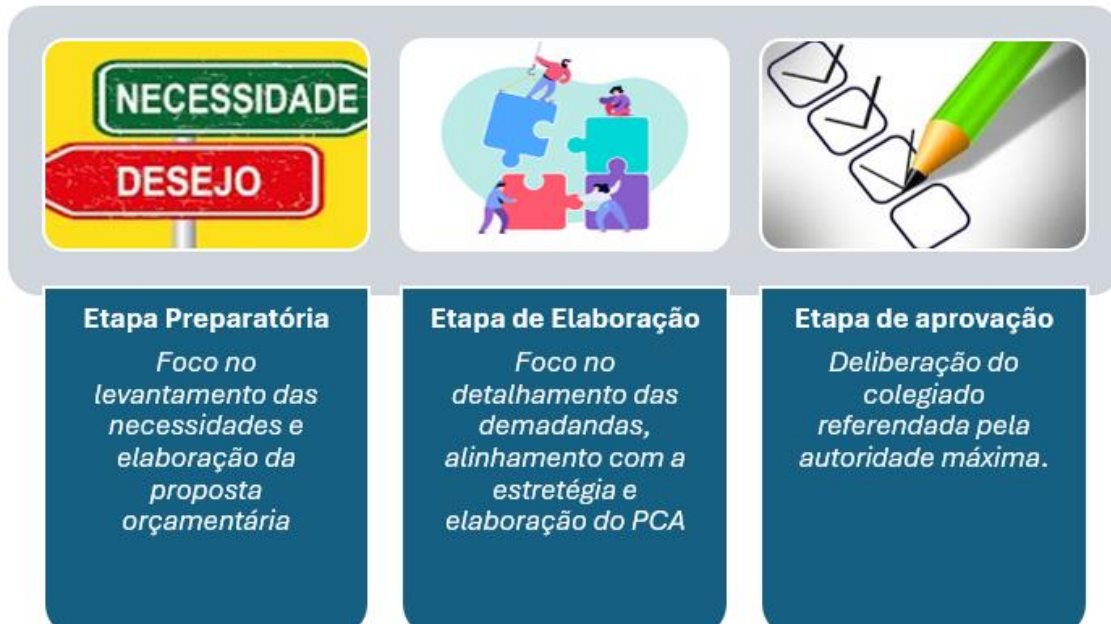 NECESSIDADE
DESEJO
Etapa Preparatória
Foco no
levantamento das
necessidades e
elaboração da
proposta
orçamentária
Etapa de Elaboração
Foco no
detalhamento das
demadandas,
alinhamento com a
estretégia e
elaboração do PCA
Etapa de aprovação
Deliberação do
colegiado
referendada pela
autoridade máxima.